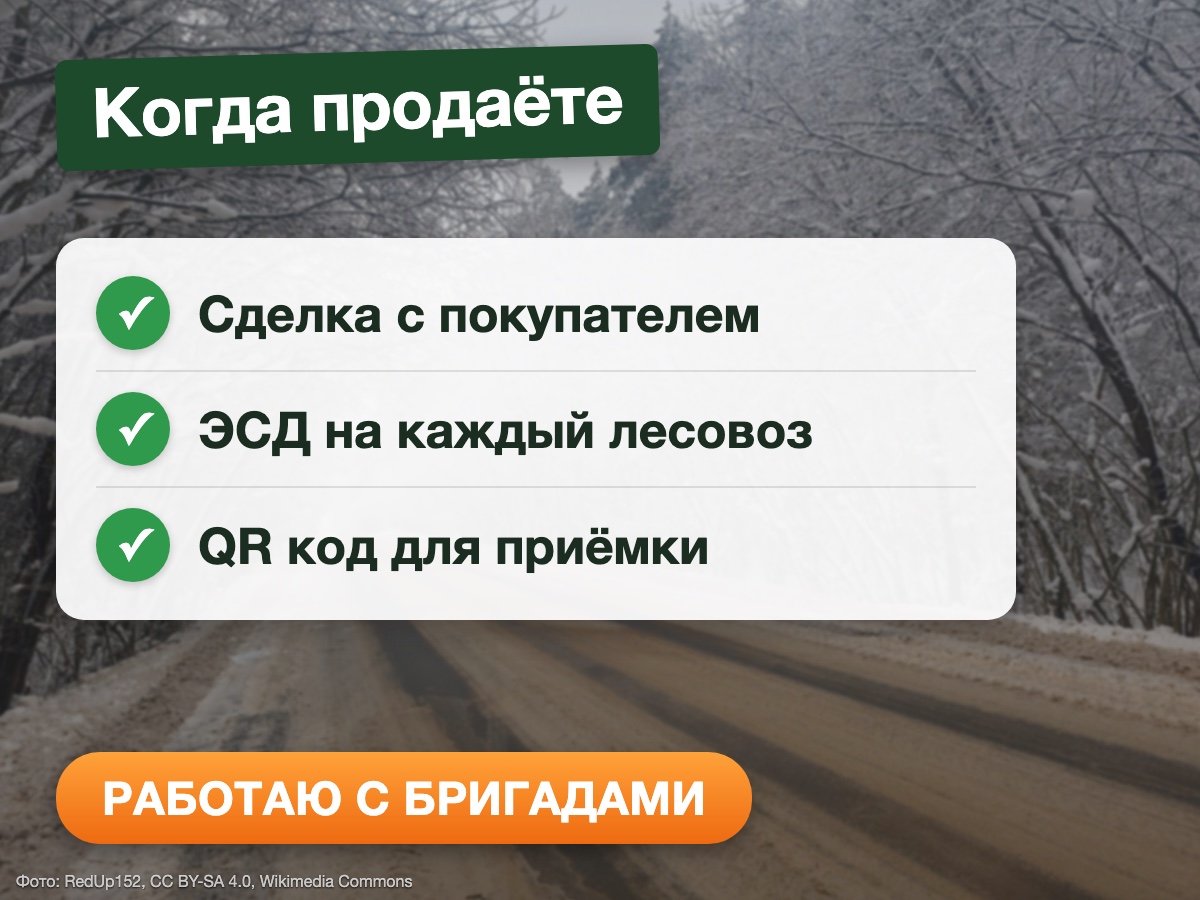 Когда продаёте
Сделка с покупателем
ЭСД на каждый лесовоз
QR код для приёмки
РАБОТАЮ С БРИГАДАМИ
Фото: RedUp152, CC BY-SA 4.0, Wikimedia Commons